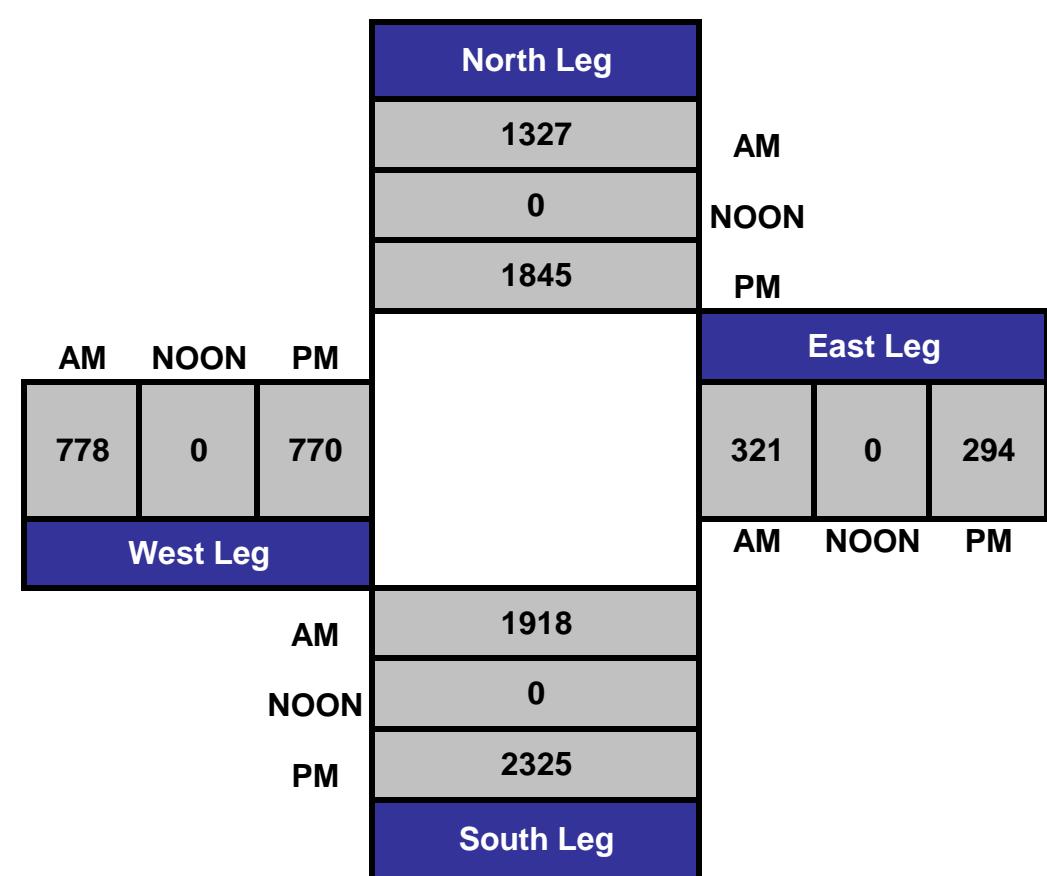 North Leg
1327 AM
0 NOON
1845 PM
East Leg
AM NOON PM
778 0 770 321 0 294
West Leg
AM NOON PM
AM 1918
NOON 0
PM 2325
South Leg